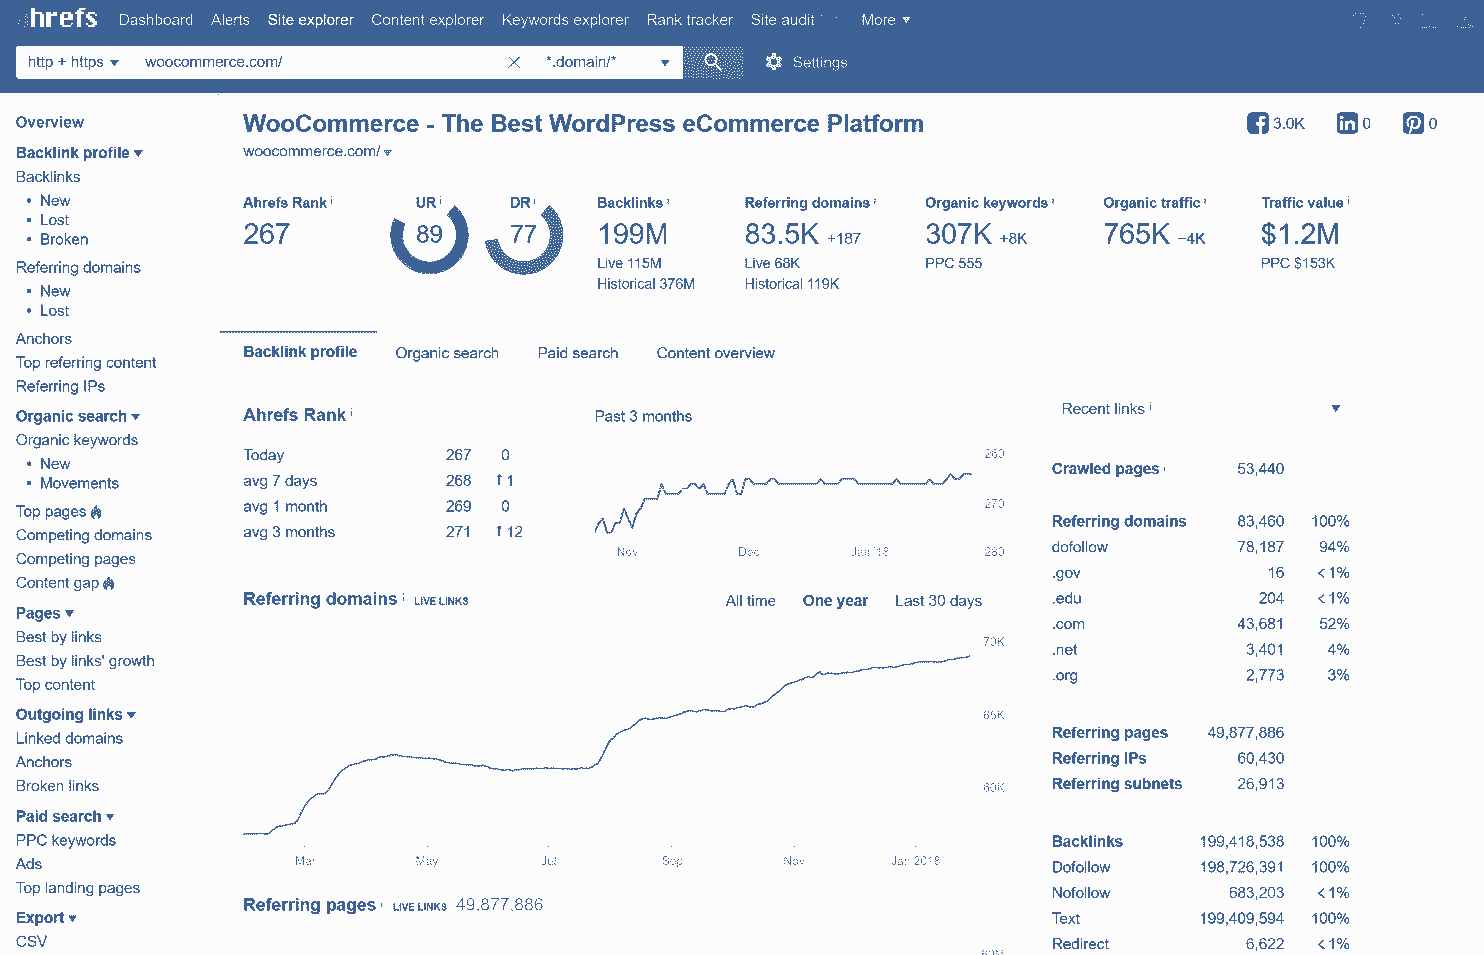 ahrefs Dashboard Alerts Site explorer Content explorer Keywords explorer Rank tracker Site audit More
http + https woocommerce.com/ *.domain/* Settings
Overview
Backlink profile
Backlinks
• New
• Lost
• Broken
Referring domains
• New
• Lost
Anchors
Top referring content
Referring IPs
Organic search
Organic keywords
• New
• Movements
Top pages
Competing domains
Competing pages
Content gap
Pages
Best by links
Best by links' growth
Top content
Outgoing links
Linked domains
Anchors
Broken links
Paid search
PPC keywords
Ads
Top landing pages
Export
CSV
WooCommerce - The Best WordPress eCommerce Platform
3.0K 0 0
woocommerce.com/
Ahrefs Rank i UR i DR i Backlinks i Referring domains i Organic keywords i Organic traffic i Traffic value i
267 89 77 199M 83.5K +187 307K +8K 765K −4K $1.2M
Live 115M Live 68K PPC 555 PPC $153K
Historical 376M Historical 119K
Backlink profile Organic search Paid search Content overview
Ahrefs Rank i
Today 267 0
avg 7 days 268 ↑1
avg 1 month 269 0
avg 3 months 271 ↑12
Past 3 months
260
270
280
Nov Dec Jan '18
Referring domains i LIVE LINKS All time One year Last 30 days
70K
65K
60K
Mar May Jul Sep Nov Jan 2018
Referring pages i LIVE LINKS 49,877,886
Recent links i
Crawled pages i 53,440
Referring domains 83,460 100%
dofollow 78,187 94%
.gov 16 <1%
.edu 204 <1%
.com 43,681 52%
.net 3,401 4%
.org 2,773 3%
Referring pages 49,877,886
Referring IPs 60,430
Referring subnets 26,913
Backlinks 199,418,538 100%
Dofollow 198,726,391 100%
Nofollow 683,203 <1%
Text 199,409,594 100%
Redirect 6,622 <1%